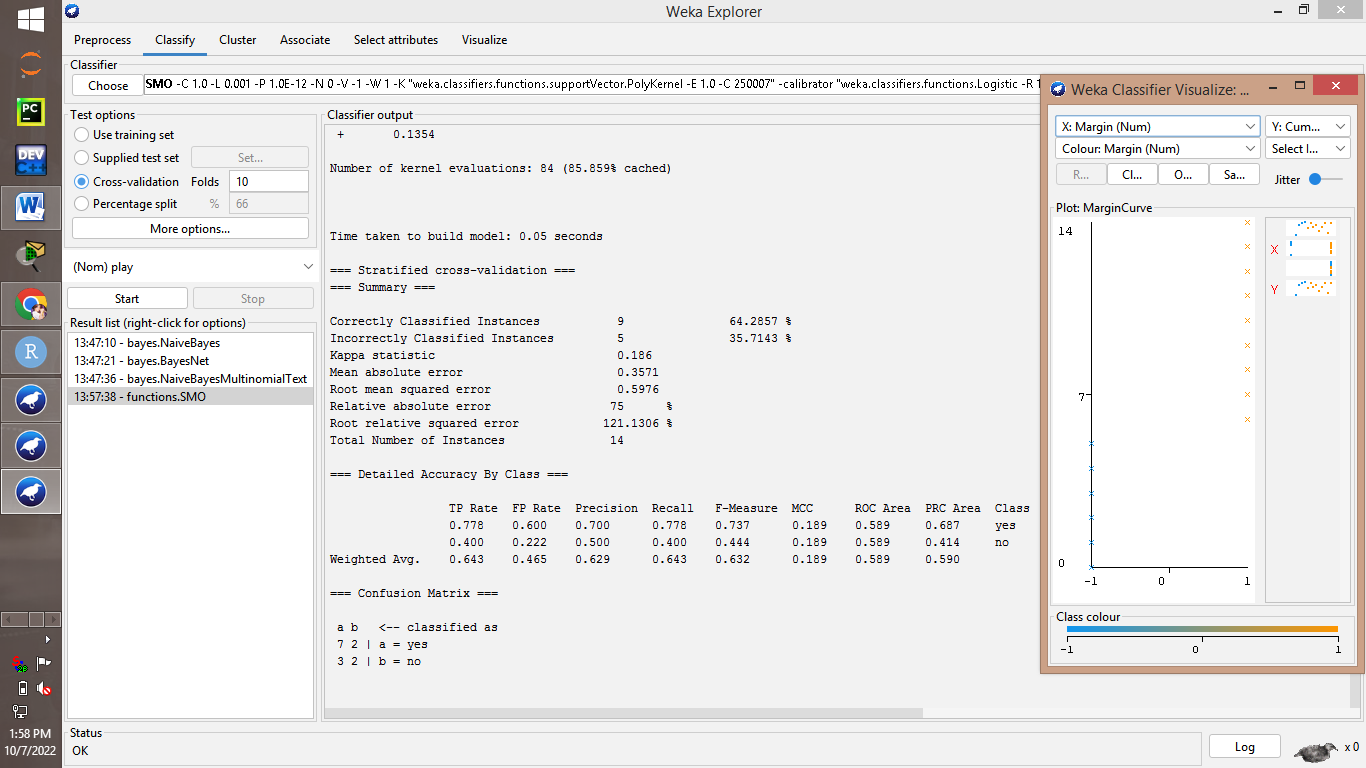 Weka Explorer
Preprocess Classify Cluster Associate Select attributes Visualize
Classifier
Choose SMO -C 1.0 -L 0.001 -P 1.0E-12 -N 0 -V -1 -W 1 -K "weka.classifiers.functions.supportVector.PolyKernel -E 1.0 -C 250007" -calibrator "weka.classifiers.functions.Logistic -R 1
Test options
Use training set
Supplied test set Set...
Cross-validation Folds 10
Percentage split % 66
More options...
(Nom) play
Start Stop
Result list (right-click for options)
13:47:10 - bayes.NaiveBayes
13:47:21 - bayes.BayesNet
13:47:36 - bayes.NaiveBayesMultinomialText
13:57:38 - functions.SMO
Classifier output
+ 0.1354
Number of kernel evaluations: 84 (85.859% cached)
Time taken to build model: 0.05 seconds
=== Stratified cross-validation ===
=== Summary ===
Correctly Classified Instances 9 64.2857 %
Incorrectly Classified Instances 5 35.7143 %
Kappa statistic 0.186
Mean absolute error 0.3571
Root mean squared error 0.5976
Relative absolute error 75 %
Root relative squared error 121.1306 %
Total Number of Instances 14
=== Detailed Accuracy By Class ===
TP Rate FP Rate Precision Recall F-Measure MCC ROC Area PRC Area Class
0.778 0.600 0.700 0.778 0.737 0.189 0.589 0.687 yes
0.400 0.222 0.500 0.400 0.444 0.189 0.589 0.414 no
Weighted Avg. 0.643 0.465 0.629 0.643 0.632 0.189 0.589 0.590
=== Confusion Matrix ===
a b <-- classified as
7 2 | a = yes
3 2 | b = no
Weka Classifier Visualize: ...
X: Margin (Num) Y: Cum...
Colour: Margin (Num) Select I...
R... Cl... O... Sa... Jitter
Plot: MarginCurve
14
7
0
-1 0 1
X
Y
Class colour
-1 0 1
Status
OK
Log x 0
PC
DEV
C++
W
R
1:58 PM
10/7/2022